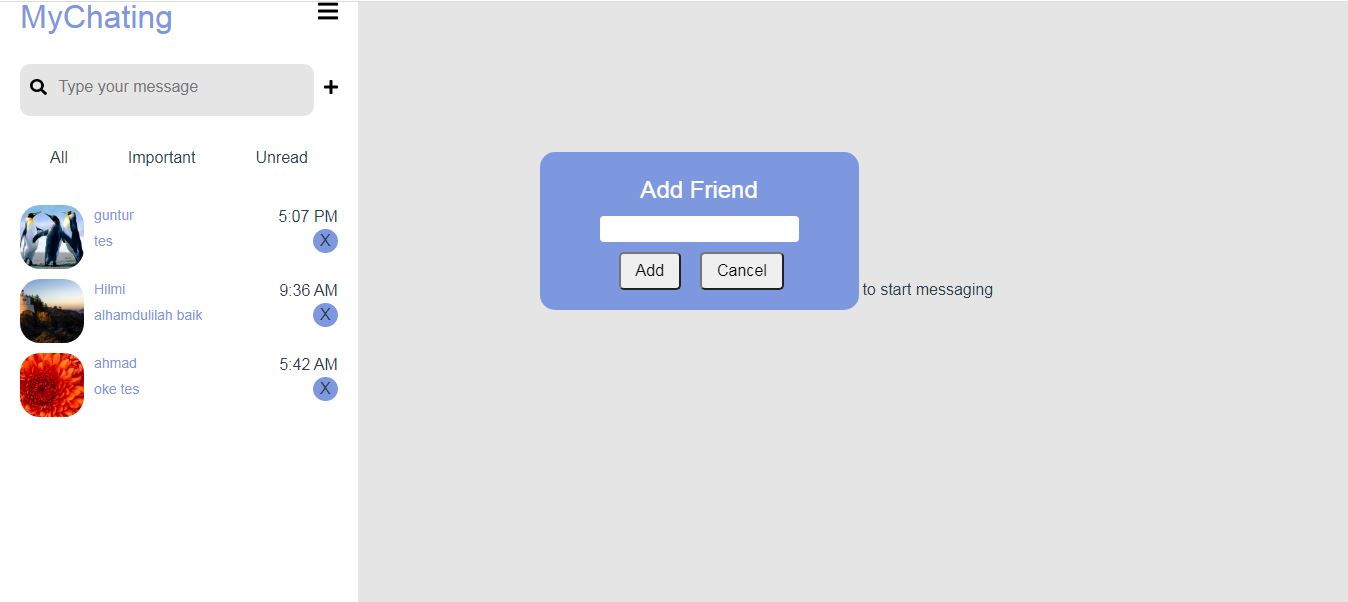 MyChating
Type your message
All Important Unread
guntur 5:07 PM
tes X
Hilmi 9:36 AM
alhamdulilah baik X
ahmad 5:42 AM
oke tes X
Add Friend
Add Cancel
to start messaging